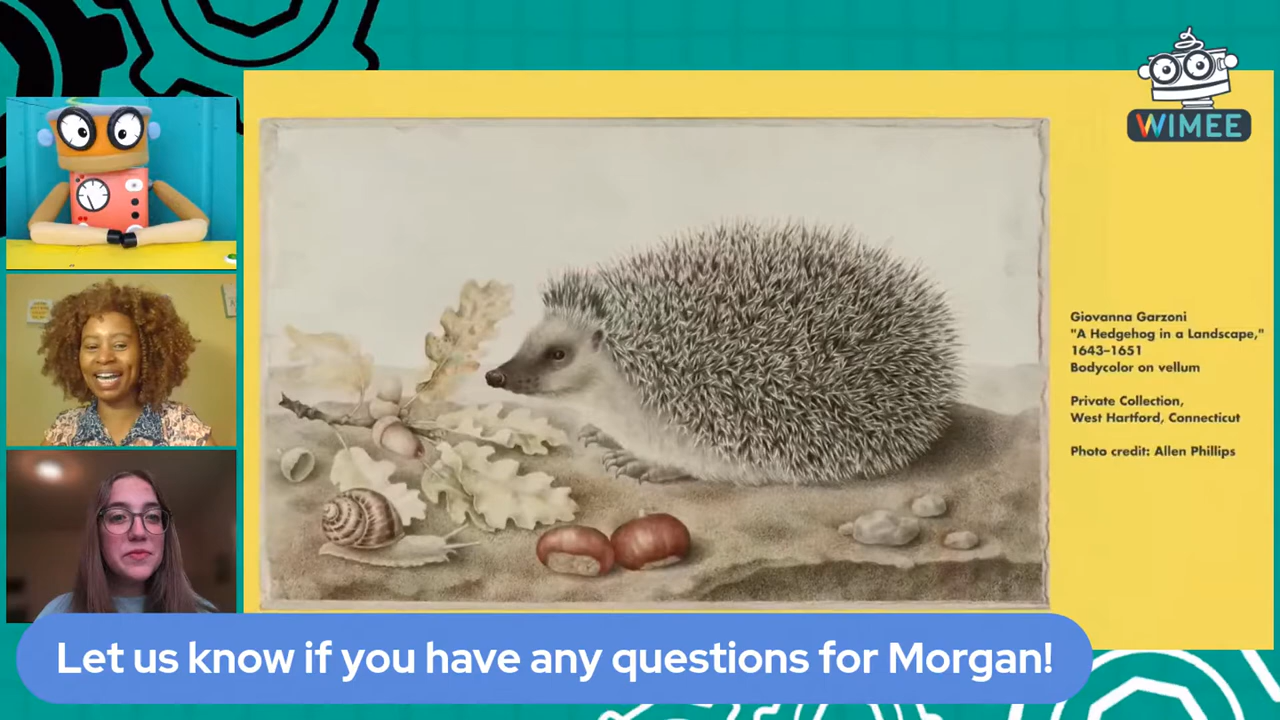 WIMEE
Giovanna Garzoni
"A Hedgehog in a Landscape,"
1643–1651
Bodycolor on vellum
Private Collection,
West Hartford, Connecticut
Photo credit: Allen Phillips
Let us know if you have any questions for Morgan!